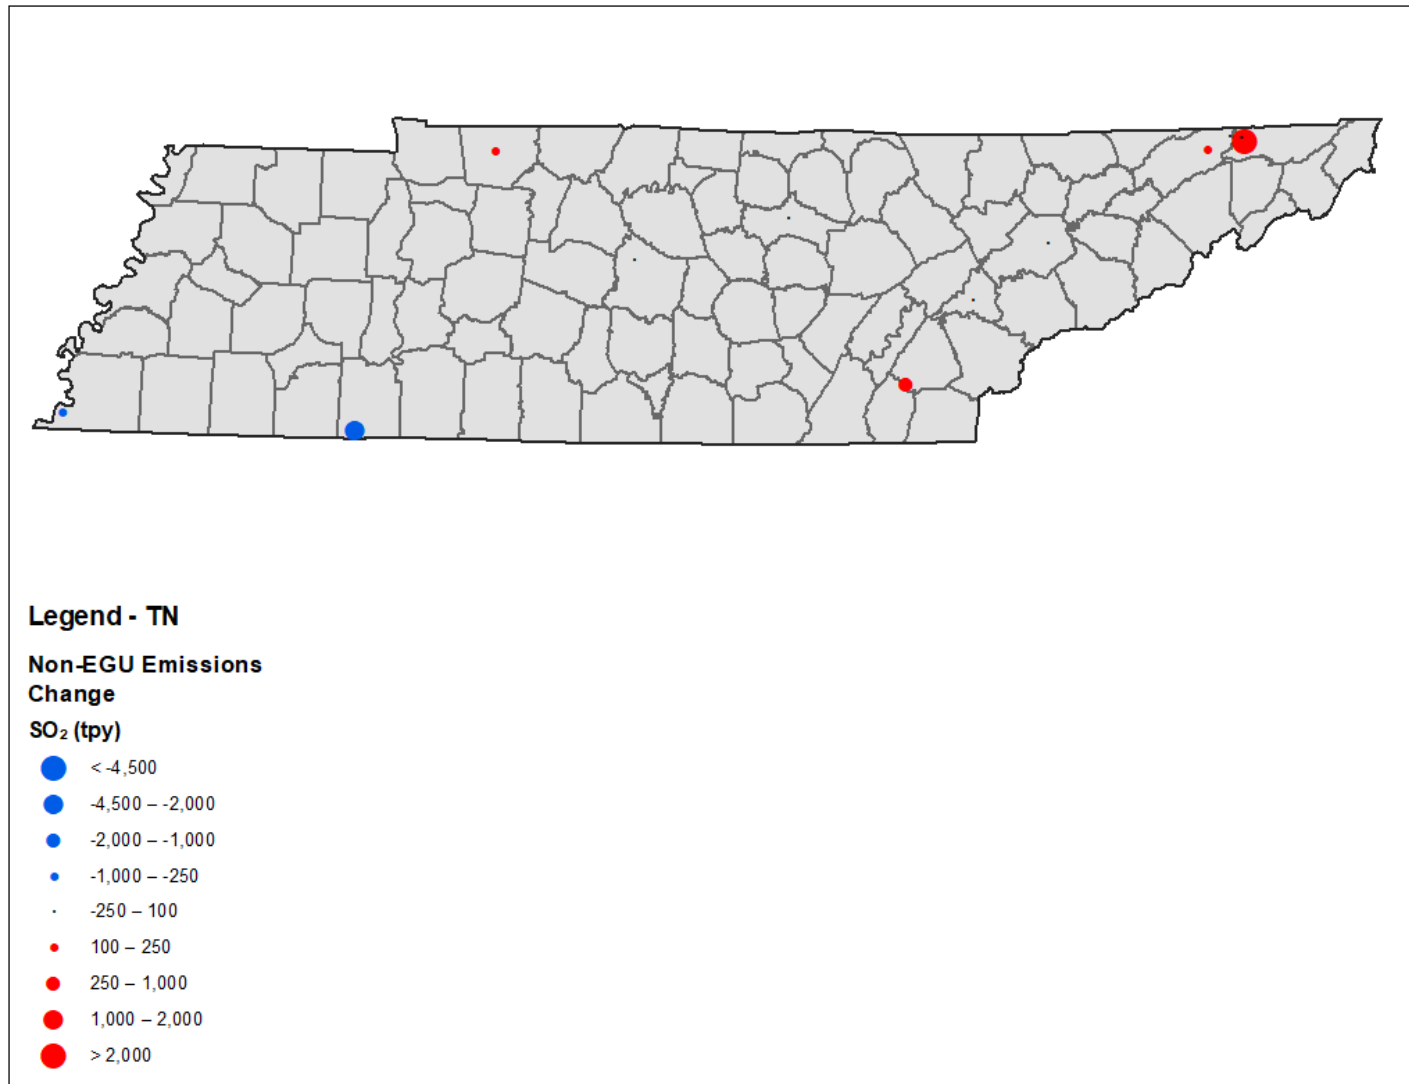 Legend - TN
Non-EGU Emissions
Change
SO₂ (tpy)
< -4,500
-4,500 – -2,000
-2,000 – -1,000
-1,000 – -250
-250 – 100
100 – 250
250 – 1,000
1,000 – 2,000
> 2,000